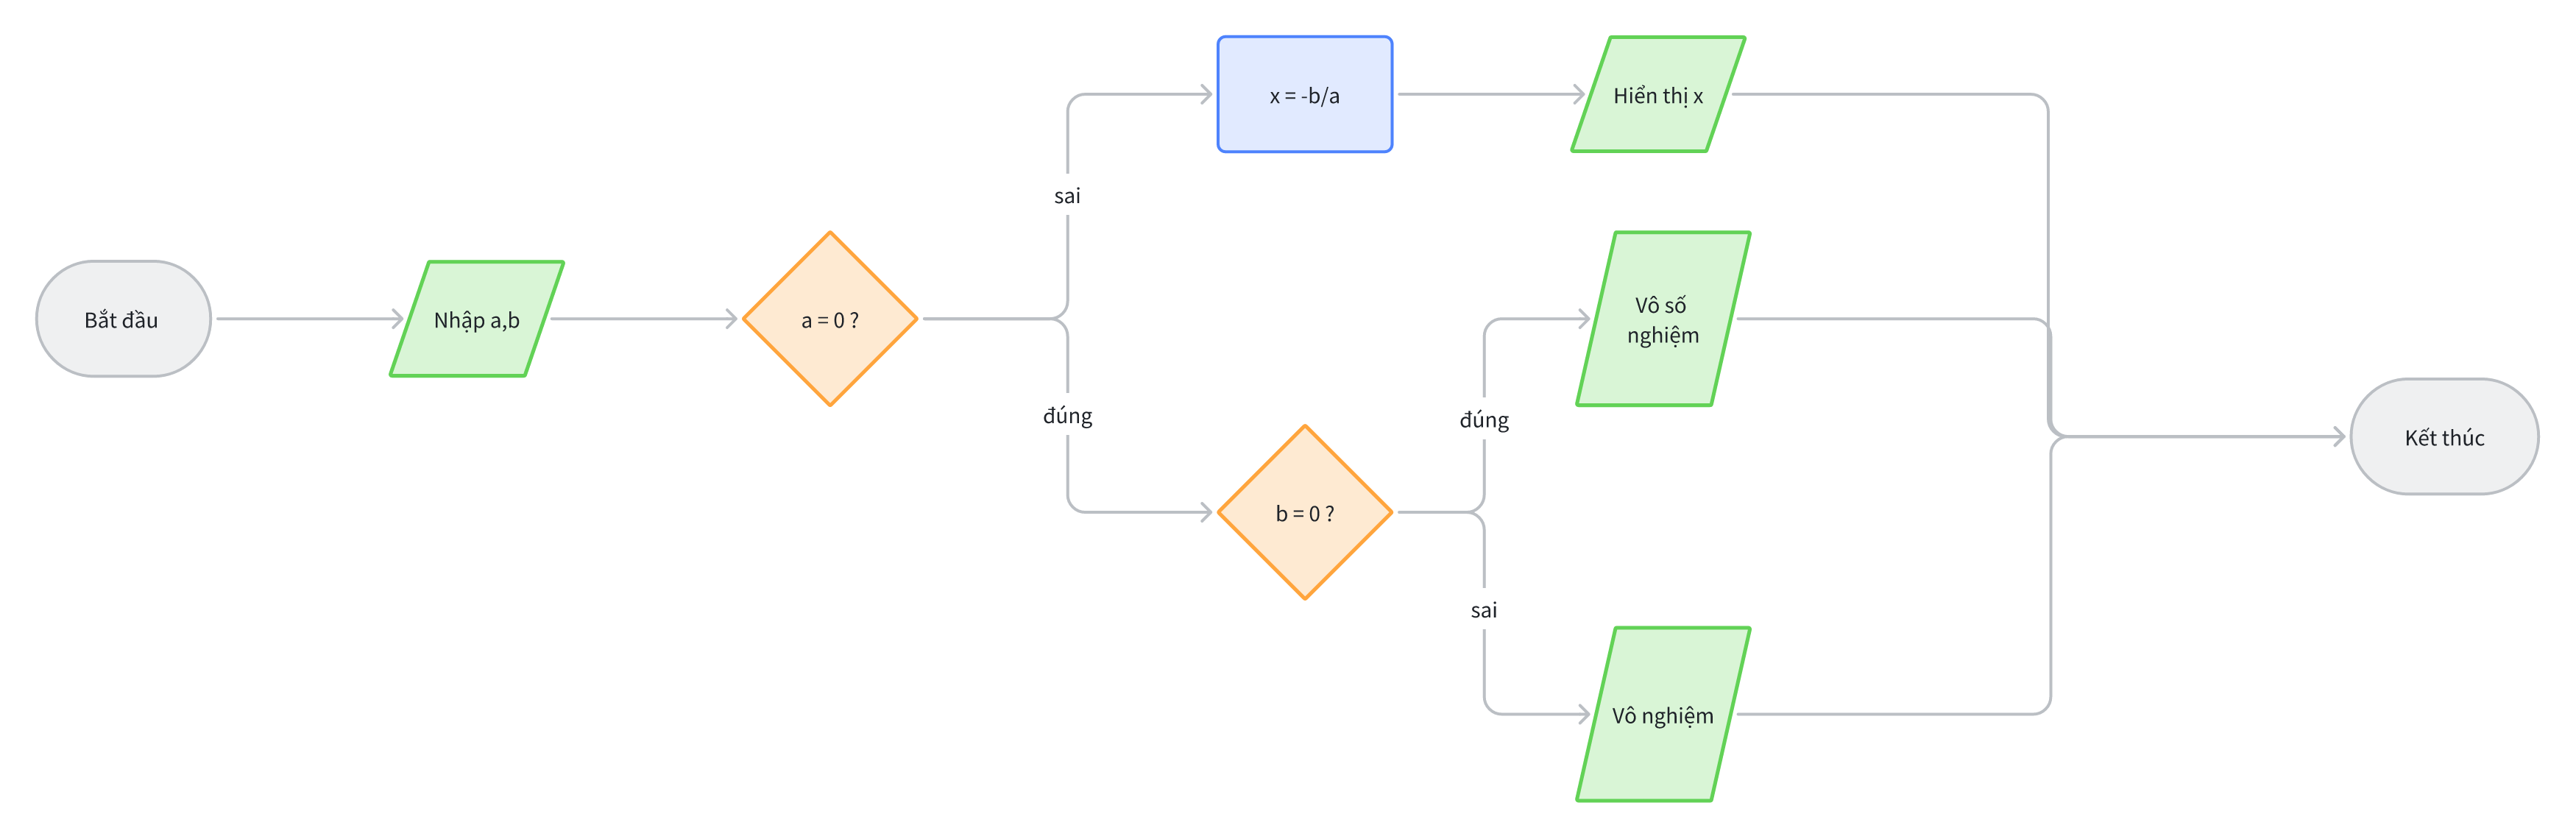 Bắt đầu
Nhập a,b
a = 0 ?
sai
x = -b/a
Hiển thị x
đúng
b = 0 ?
đúng
Vô số
nghiệm
sai
Vô nghiệm
Kết thúc